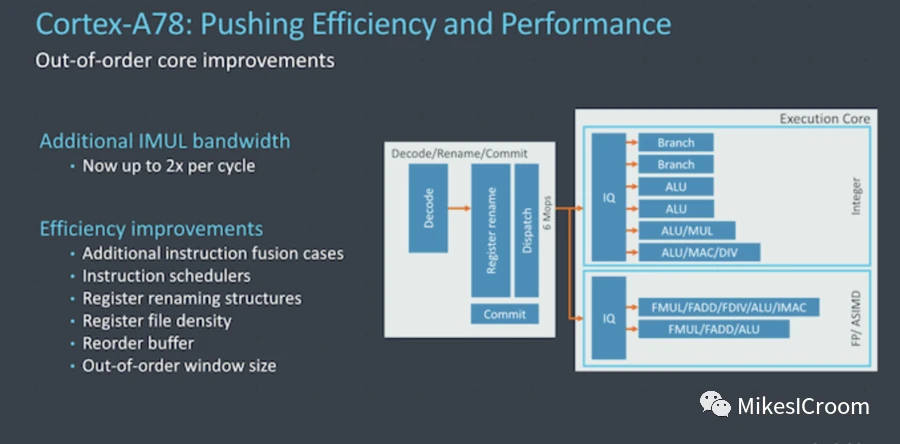 Cortex-A78: Pushing Efficiency and Performance
Out-of-order core improvements
Additional IMUL bandwidth
• Now up to 2x per cycle
Efficiency improvements
• Additional instruction fusion cases
• Instruction schedulers
• Register renaming structures
• Register file density
• Reorder buffer
• Out-of-order window size
Decode/Rename/Commit
Decode
Register rename
Dispatch
Commit
6 Mops
Execution Core
IQ
Branch
Branch
ALU
ALU
ALU/MUL
ALU/MAC/DIV
Integer
IQ
FMUL/FADD/FDIV/ALU/IMAC
FMUL/FADD/ALU
FP/ ASIMD
MikesICroom